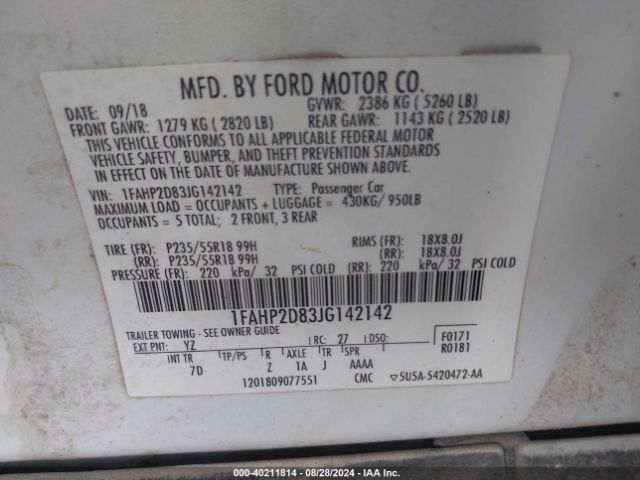 MFD. BY FORD MOTOR CO.
DATE: 09/18 GVWR: 2386 KG ( 5260 LB)
FRONT GAWR: 1279 KG ( 2820 LB) REAR GAWR: 1143 KG ( 2520 LB)
THIS VEHICLE CONFORMS TO ALL APPLICABLE FEDERAL MOTOR
VEHICLE SAFETY, BUMPER, AND THEFT PREVENTION STANDARDS
IN EFFECT ON THE DATE OF MANUFACTURE SHOWN ABOVE.
VIN: 1FAHP2D83JG142142 TYPE: Passenger Car
MAXIMUM LOAD = OCCUPANTS + LUGGAGE = 430KG/ 950LB
OCCUPANTS = 5 TOTAL; 2 FRONT, 3 REAR
TIRE (FR): P235/55R18 99H RIMS (FR): 18X8.0J
(RR): P235/55R18 99H (RR): 18X8.0J
PRESSURE (FR): 220 kPa/ 32 PSI COLD (RR): 220 kPa/ 32 PSI COLD
1FAHP2D83JG142142
TRAILER TOWING - SEE OWNER GUIDE
EXT PNT: YZ RC: 27 DSO: F0171
R0181
INT TR TP/PS R AXLE TR SPR
7D Z 1A J AAAA
1201809077551 CMC 5U5A-5420472-AA
000-40211814 - 08/28/2024 - IAA Inc.